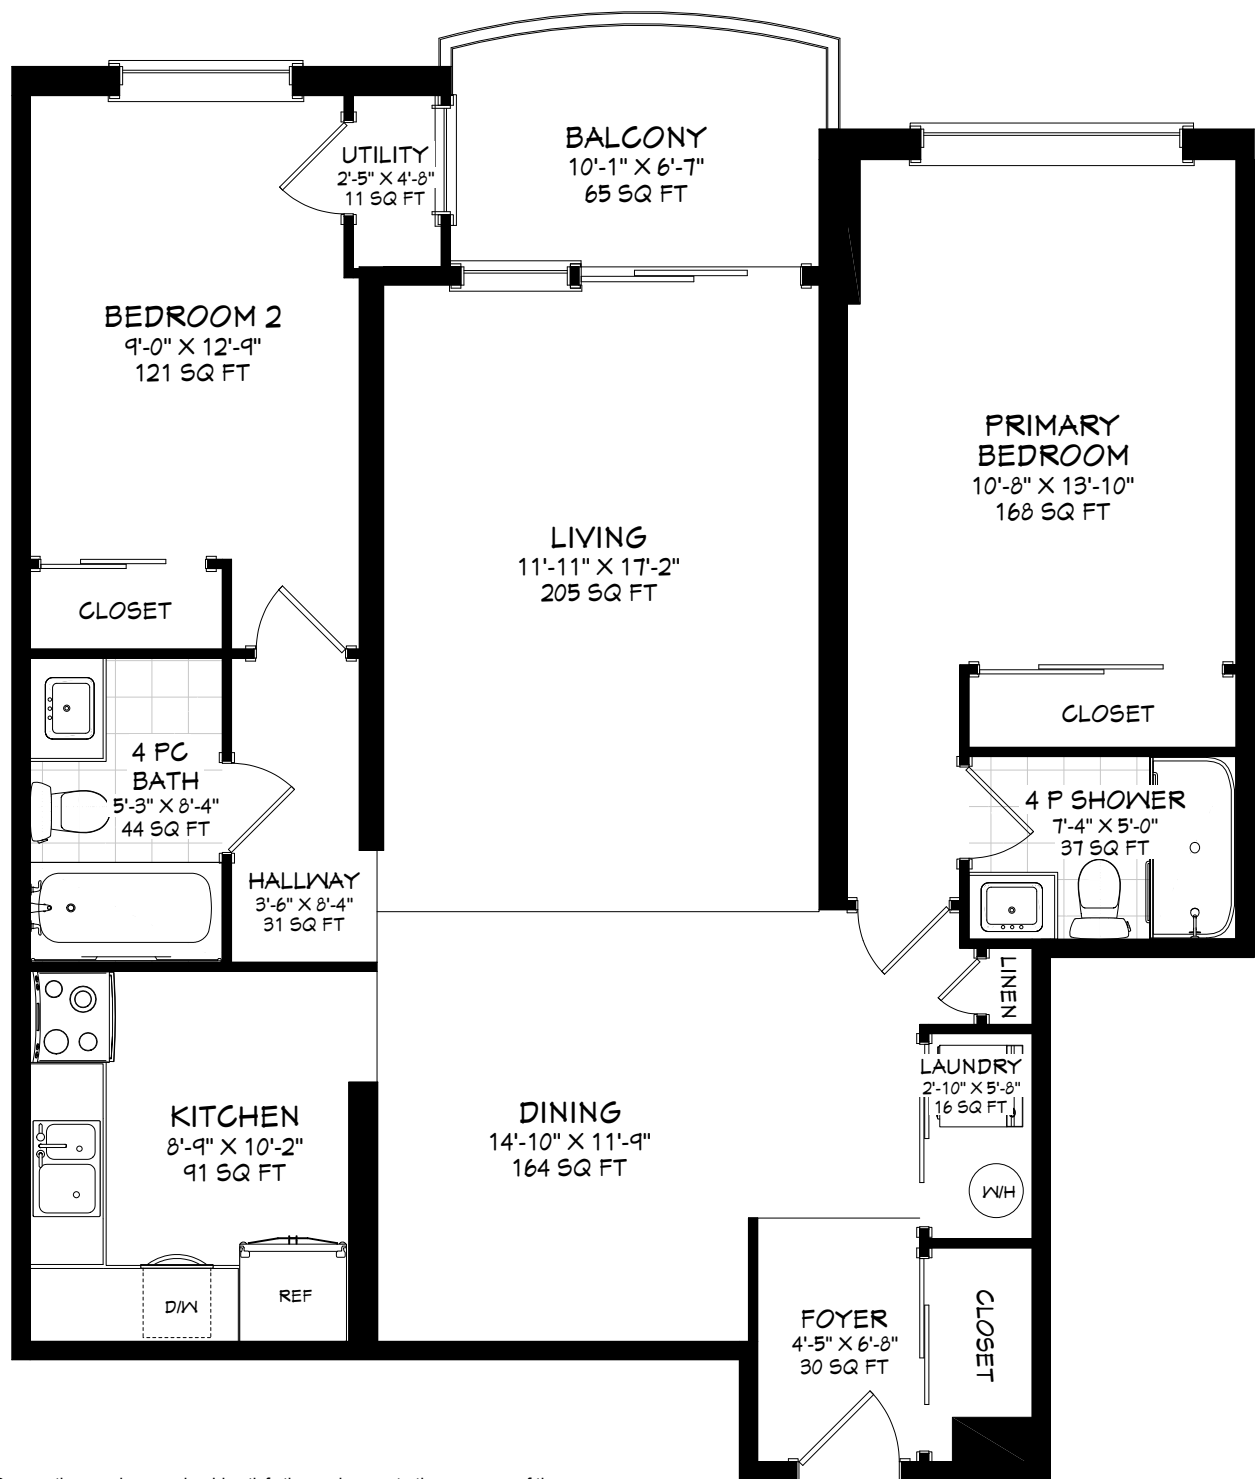 BALCONY
10'-1" X 6'-7"
65 SQ FT
UTILITY
2'-5" X 4'-8"
11 SQ FT
BEDROOM 2
9'-0" X 12'-9"
121 SQ FT
PRIMARY
BEDROOM
10'-8" X 13'-10"
168 SQ FT
LIVING
11'-11" X 17'-2"
205 SQ FT
CLOSET
CLOSET
4 PC
BATH
5'-3" X 8'-4"
44 SQ FT
4 P SHOWER
7'-4" X 5'-0"
37 SQ FT
HALLWAY
3'-6" X 8'-4"
31 SQ FT
LINEN
LAUNDRY
2'-10" X 5'-8"
16 SQ FT
KITCHEN
8'-9" X 10'-2"
91 SQ FT
DINING
14'-10" X 11'-9"
164 SQ FT
H/W
D/W
REF
FOYER
4'-5" X 6'-8"
30 SQ FT
CLOSET